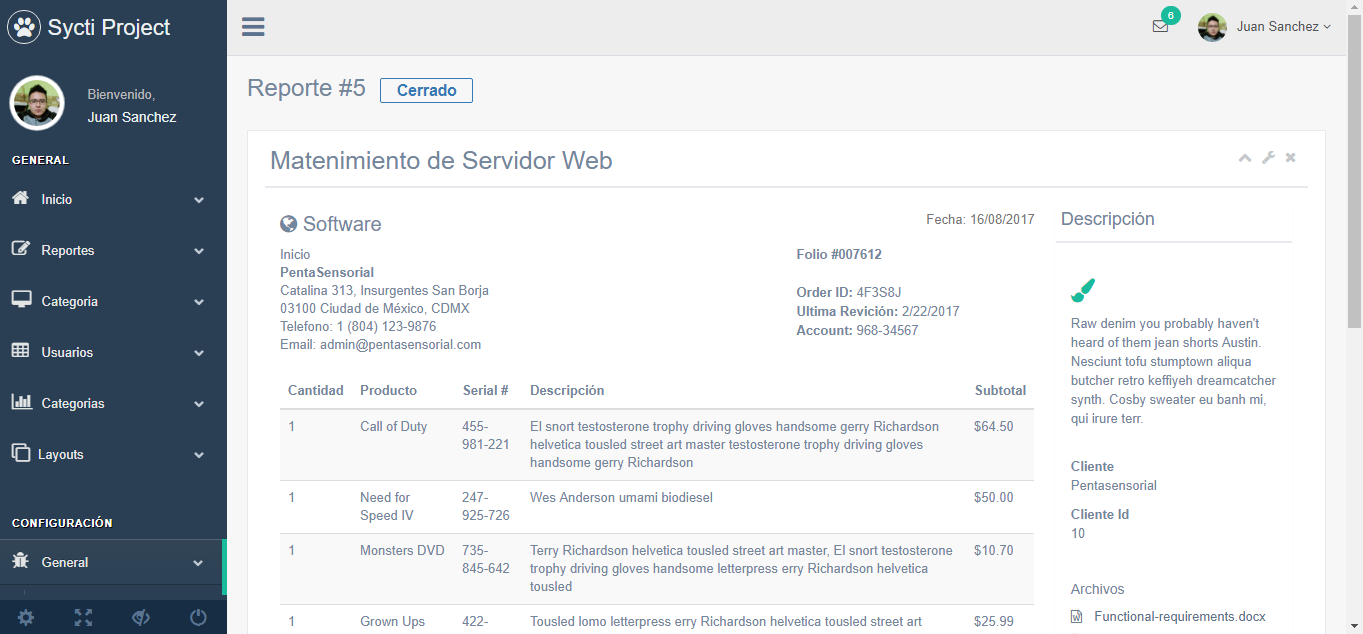 Sycti Project
6
Juan Sanchez
Bienvenido,
Juan Sanchez
GENERAL
Inicio
Reportes
Categoria
Usuarios
Categorias
Layouts
CONFIGURACIÓN
General
Reporte #5
Cerrado
Matenimiento de Servidor Web
Software
Fecha: 16/08/2017
Inicio
PentaSensorial
Catalina 313, Insurgentes San Borja
03100 Ciudad de México, CDMX
Telefono: 1 (804) 123-9876
Email: admin@pentasensorial.com
Folio #007612
Order ID: 4F3S8J
Ultima Revición: 2/22/2017
Account: 968-34567
Cantidad Producto Serial # Descripción Subtotal
1 Call of Duty 455- El snort testosterone trophy driving gloves handsome gerry Richardson $64.50
981-221 helvetica tousled street art master testosterone trophy driving gloves
handsome gerry Richardson
1 Need for 247- Wes Anderson umami biodiesel $50.00
Speed IV 925-726
1 Monsters DVD 735- Terry Richardson helvetica tousled street art master, El snort testosterone $10.70
845-642 trophy driving gloves handsome letterpress erry Richardson helvetica
tousled
1 Grown Ups 422- Tousled lomo letterpress erry Richardson helvetica tousled street art $25.99
Descripción
Raw denim you probably haven't
heard of them jean shorts Austin.
Nesciunt tofu stumptown aliqua
butcher retro keffiyeh dreamcatcher
synth. Cosby sweater eu banh mi,
qui irure terr.
Cliente
Pentasensorial
Cliente Id
10
Archivos
Functional-requirements.docx